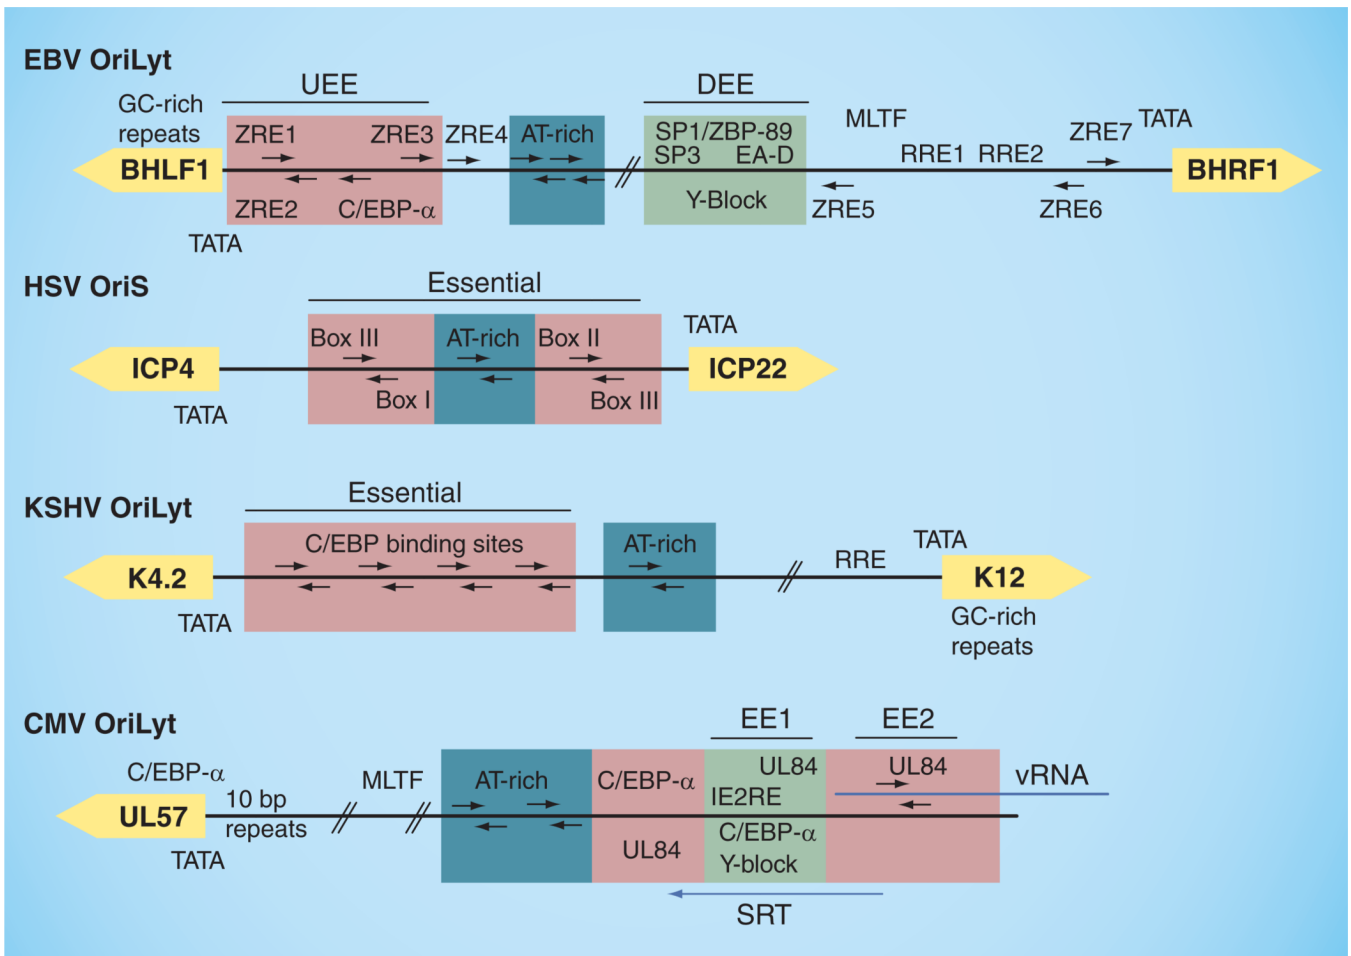 EBV OriLyt
UEE
DEE
GC-rich
repeats
ZRE1
ZRE3
ZRE4
AT-rich
SP1/ZBP-89
SP3
EA-D
MLTF
RRE1
RRE2
ZRE7
TATA
BHLF1
BHRF1
ZRE2
C/EBP-α
Y-Block
ZRE5
ZRE6
TATA
HSV OriS
Essential
TATA
Box III
AT-rich
Box II
ICP4
ICP22
Box I
Box III
TATA
KSHV OriLyt
Essential
C/EBP binding sites
AT-rich
RRE
TATA
K4.2
K12
TATA
GC-rich
repeats
CMV OriLyt
EE1
EE2
C/EBP-α
MLTF
AT-rich
C/EBP-α
UL84
UL84
vRNA
UL57
10 bp
repeats
IE2RE
TATA
UL84
C/EBP-α
Y-block
SRT